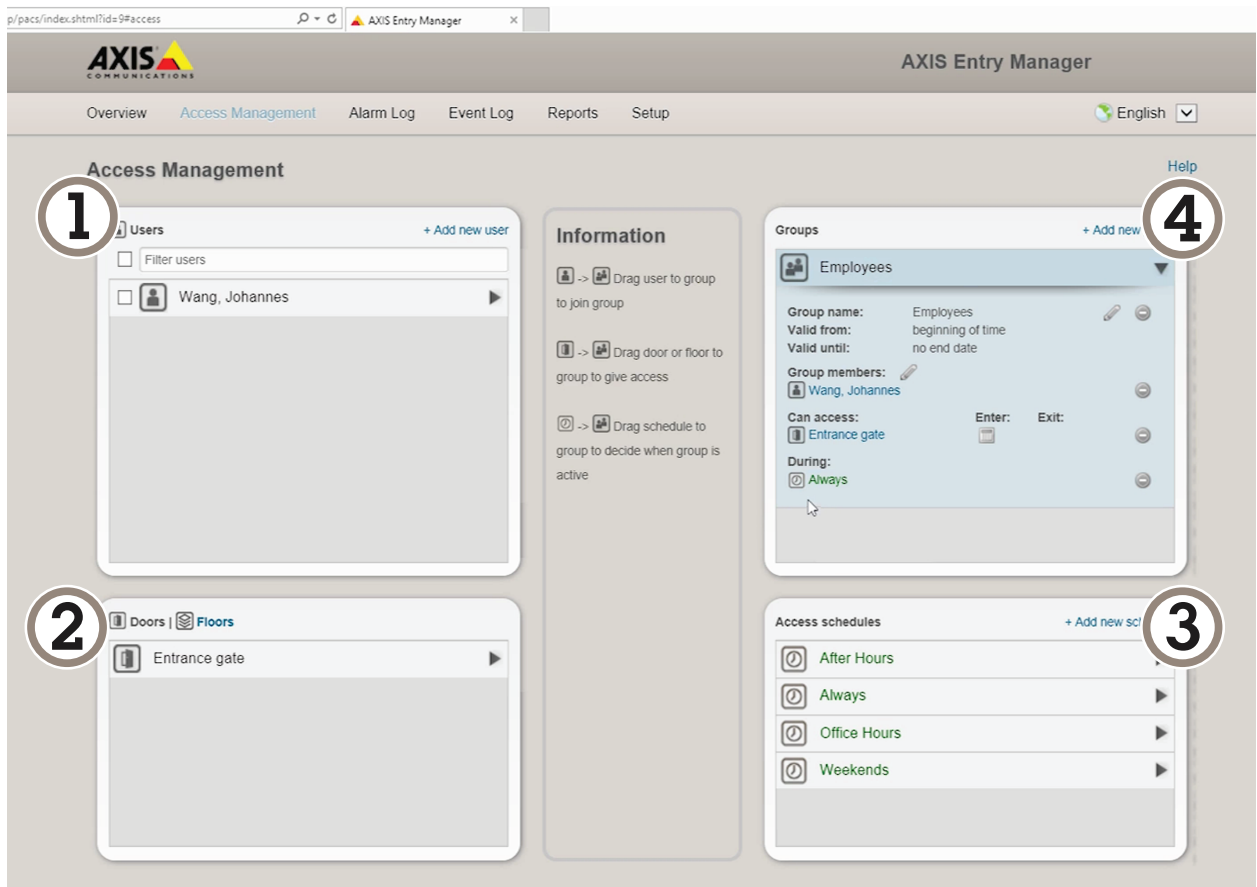 p/pacs/index.shtml?id=9#access
AXIS Entry Manager
AXIS
COMMUNICATIONS
AXIS Entry Manager
Overview Access Management Alarm Log Event Log Reports Setup
English
Access Management
Help
1
Users + Add new user
Filter users
Wang, Johannes
Information
-> Drag user to group
to join group
-> Drag door or floor to
group to give access
-> Drag schedule to
group to decide when group is
active
4
Groups + Add new
Employees
Group name: Employees
Valid from: beginning of time
Valid until: no end date
Group members:
Wang, Johannes
Can access: Enter: Exit:
Entrance gate
During:
Always
2
Doors | Floors
Entrance gate
3
Access schedules + Add new
After Hours
Always
Office Hours
Weekends